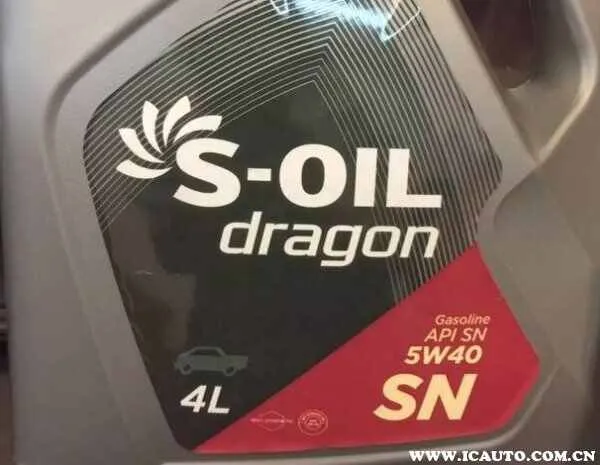 S-OIL
dragon
Gasoline
API SN
5W40
SN
4L
www.icauto.com.cn